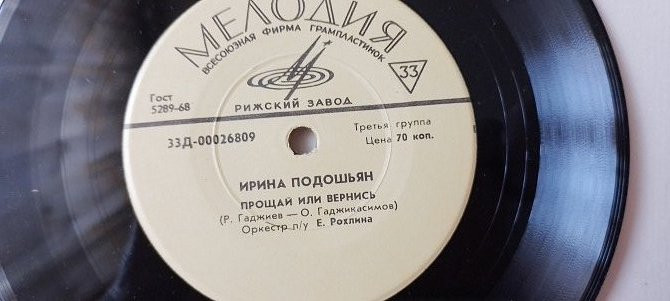 МЕЛОДИЯ
ВСЕСОЮЗНАЯ ФИРМА ГРАМПЛАСТИНОК
Гост
5289-68
33
РИЖСКИЙ ЗАВОД
33Д-00026809
Третья группа
Цена 70 коп.
ИРИНА ПОДОШЬЯН
ПРОЩАЙ ИЛИ ВЕРНИСЬ
(Р. Гаджиев — О. Гаджикасимов)
Оркестр п/у Е. Рохлина